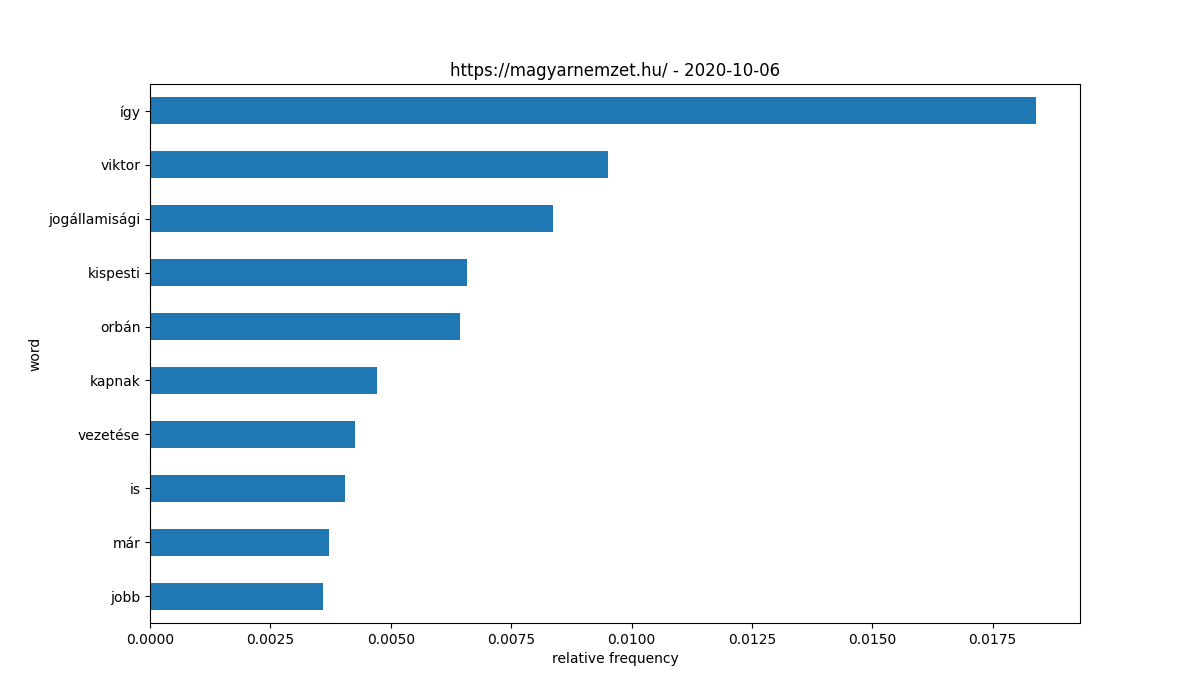 https://magyarnemzet.hu/ - 2020-10-06
így
viktor
jogállamisági
kispesti
orbán
kapnak
vezetése
is
már
jobb
word
0.0000 0.0025 0.0050 0.0075 0.0100 0.0125 0.0150 0.0175
relative frequency